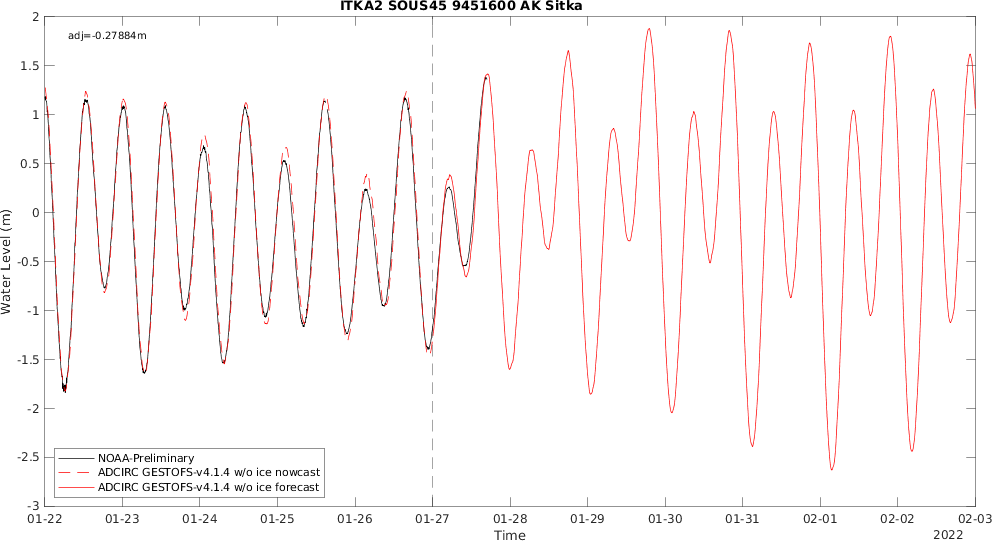 ITKA2 SOUS45 9451600 AK Sitka
adj=-0.27884m
2
1.5
1
0.5
0
-0.5
-1
-1.5
-2
-2.5
-3
Water Level (m)
NOAA-Preliminary
ADCIRC GESTOFS-v4.1.4 w/o ice nowcast
ADCIRC GESTOFS-v4.1.4 w/o ice forecast
01-22 01-23 01-24 01-25 01-26 01-27 01-28 01-29 01-30 01-31 02-01 02-02 02-03
Time
2022